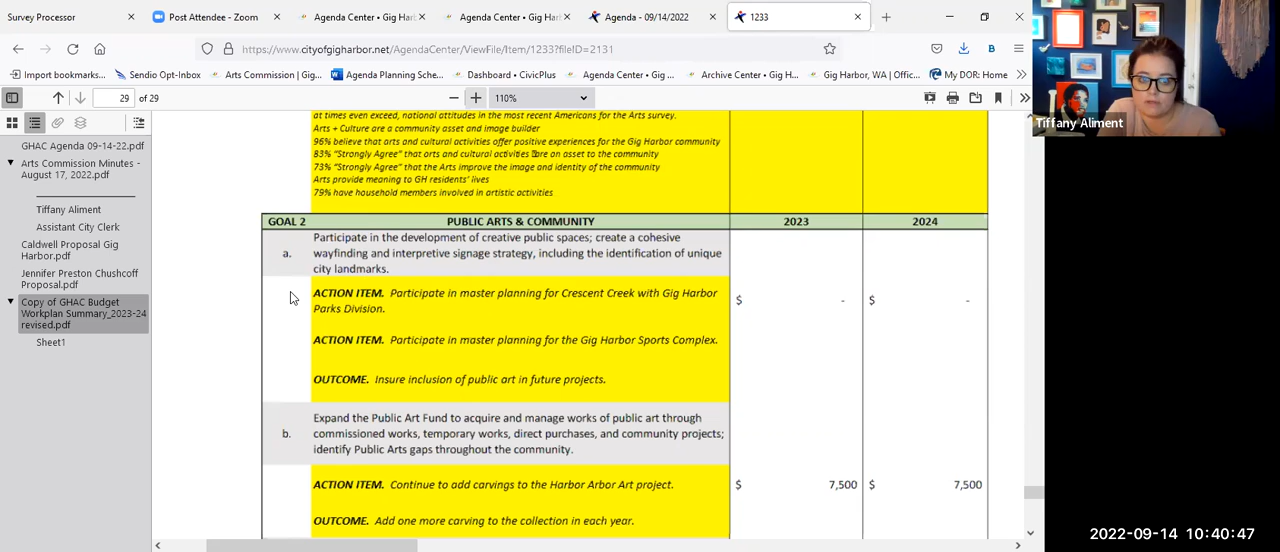 Survey Processor
Post Attendee - Zoom
Agenda Center • Gig Harb
Agenda Center • Gig Hart
Agenda - 09/14/2022
1233
https://www.cityofgigharbor.net/AgendaCenter/ViewFile/Item/1233?fileID=2131
Import bookmarks...
Sendio Opt-Inbox
Arts Commission | Gig...
Agenda Planning Sche...
Dashboard • CivicPlus
Agenda Center • Gig ...
Archive Center • Gig H...
Gig Harbor, WA | Offic...
My DOR: Home
29 of 29
110%
GHAC Agenda 09-14-22.pdf
Arts Commission Minutes -
August 17, 2022.pdf
Tiffany Aliment
Assistant City Clerk
Caldwell Proposal Gig
Harbor.pdf
Jennifer Preston Chushcoff
Proposal.pdf
Copy of GHAC Budget
Workplan Summary_2023-24
revised.pdf
Sheet1
at times even exceed, national attitudes in the most recent Americans for the Arts survey.
Arts + Culture are a community asset and image builder
96% believe that arts and cultural activities offer positive experiences for the Gig Harbor community
83% "Strongly Agree" that arts and cultural activities are an asset to the community
73% "Strongly Agree" that the Arts improve the image and identity of the community
Arts provide meaning to GH residents' lives
79% have household members involved in artistic activities
GOAL 2 PUBLIC ARTS & COMMUNITY 2023 2024
a. Participate in the development of creative public spaces; create a cohesive
wayfinding and interpretive signage strategy, including the identification of unique
city landmarks.
ACTION ITEM. Participate in master planning for Crescent Creek with Gig Harbor
Parks Division.
$ - $ -
ACTION ITEM. Participate in master planning for the Gig Harbor Sports Complex.
OUTCOME. Insure inclusion of public art in future projects.
b. Expand the Public Art Fund to acquire and manage works of public art through
commissioned works, temporary works, direct purchases, and community projects;
identify Public Arts gaps throughout the community.
ACTION ITEM. Continue to add carvings to the Harbor Arbor Art project. $ 7,500 $ 7,500
OUTCOME. Add one more carving to the collection in each year.
Tiffany Aliment
2022-09-14 10:40:47